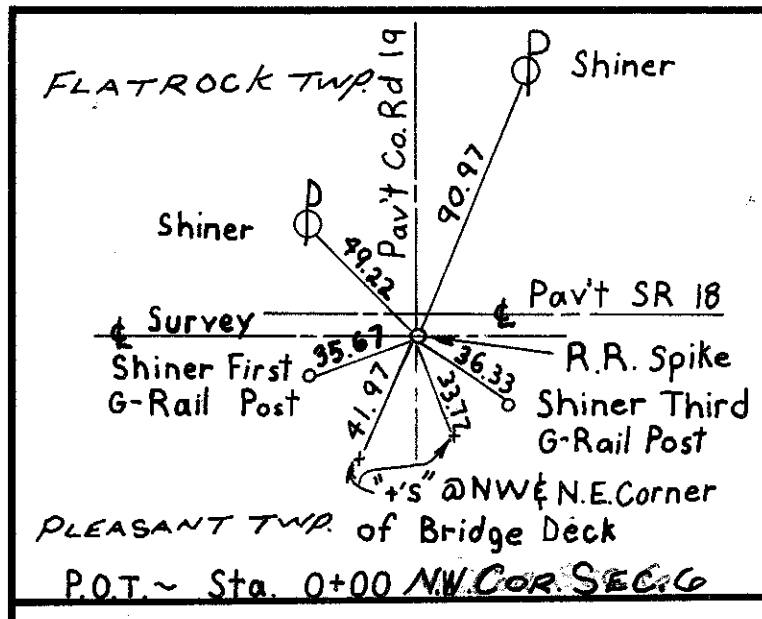 FLATROCK TWP.
Pav't Co. Rd 19
Shiner
90.97
Shiner
49.22
℄ Survey
℄ Pav't SR 18
35.67
36.33
R.R. Spike
Shiner First
G-Rail Post
41.97
33.72
Shiner Third
G-Rail Post
"+'s" @ NW & N.E. Corner
of Bridge Deck
PLEASANT TWP.
P.O.T. ~ Sta. 0+00 N.W. COR. SEC. 6